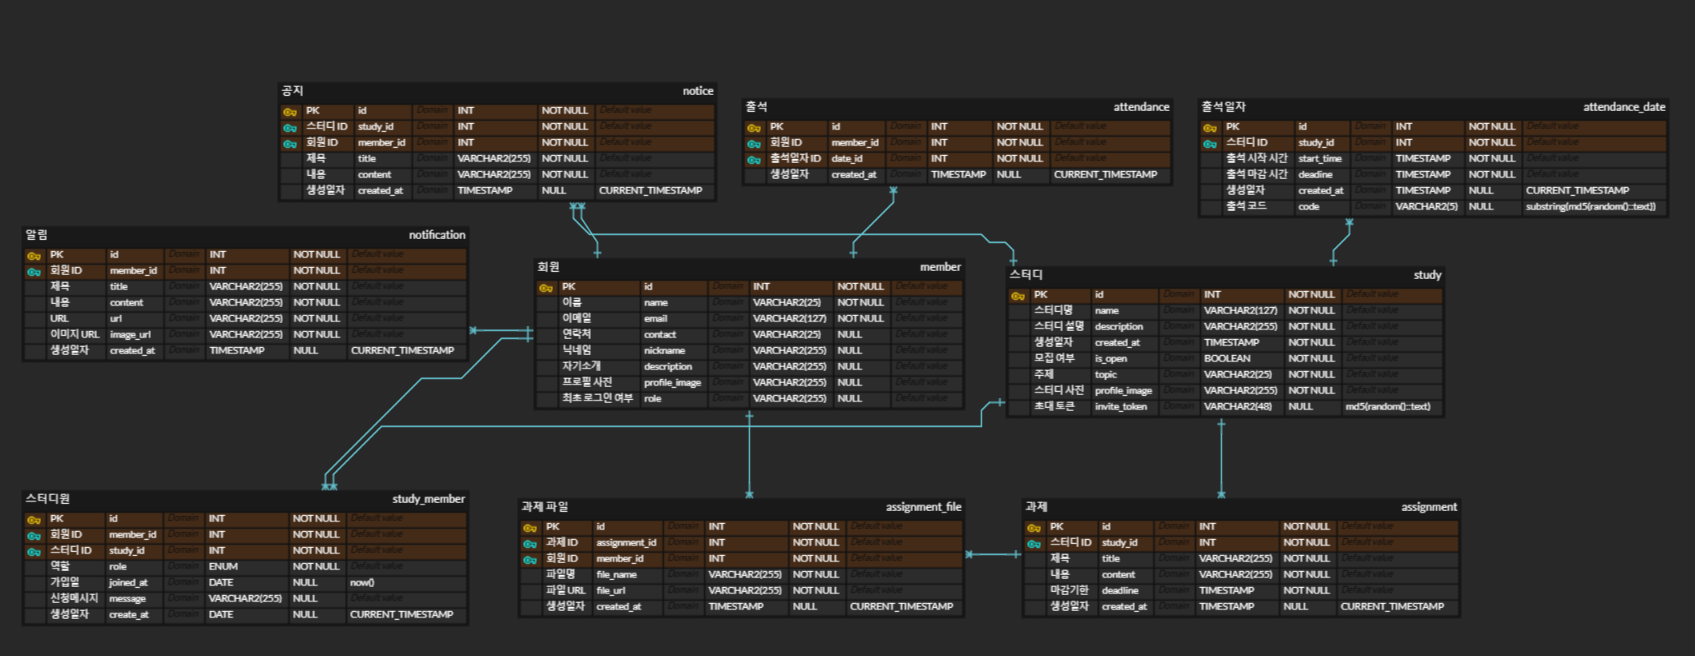 공지 notice
PK id Domain INT NOT NULL Default value
스터디 ID study_id Domain INT NOT NULL Default value
회원 ID member_id Domain INT NOT NULL Default value
제목 title Domain VARCHAR2(255) NOT NULL Default value
내용 content Domain VARCHAR2(255) NOT NULL Default value
생성일자 created_at Domain TIMESTAMP NULL CURRENT_TIMESTAMP
출석 attendance
PK id Domain INT NOT NULL Default value
회원 ID member_id Domain INT NOT NULL Default value
출석일자 ID date_id Domain INT NOT NULL Default value
생성일자 created_at Domain TIMESTAMP NULL CURRENT_TIMESTAMP
출석일자 attendance_date
PK id Domain INT NOT NULL Default value
스터디 ID study_id Domain INT NOT NULL Default value
출석 시작 시간 start_time Domain TIMESTAMP NOT NULL Default value
출석 마감 시간 deadine Domain TIMESTAMP NOT NULL Default value
생성일자 created_at Domain TIMESTAMP NULL CURRENT_TIMESTAMP
출석 코드 code Domain VARCHAR2(5) NULL substring(md5(random()::text))
알림 notification
PK id Domain INT NOT NULL Default value
회원 ID member_id Domain INT NOT NULL Default value
제목 title Domain VARCHAR2(255) NOT NULL Default value
내용 content Domain VARCHAR2(255) NOT NULL Default value
URL url Domain VARCHAR2(255) NOT NULL Default value
이미지 URL image_url Domain VARCHAR2(255) NOT NULL Default value
생성일자 created_at Domain TIMESTAMP NULL CURRENT_TIMESTAMP
회원 member
PK id Domain INT NOT NULL Default value
이름 name Domain VARCHAR2(25) NOT NULL Default value
이메일 email Domain VARCHAR2(127) NOT NULL Default value
연락처 contact Domain VARCHAR2(25) NULL Default value
닉네임 nickname Domain VARCHAR2(255) NULL Default value
자기소개 description Domain VARCHAR2(255) NULL Default value
프로필 사진 profile_image Domain VARCHAR2(255) NULL Default value
최초 로그인 여부 role Domain VARCHAR2(255) NULL Default value
스터디 study
PK id Domain INT NOT NULL Default value
스터디명 name Domain VARCHAR2(127) NOT NULL Default value
스터디 설명 description Domain VARCHAR2(255) NOT NULL Default value
생성일자 created_at Domain TIMESTAMP NOT NULL Default value
모집 여부 is_open Domain BOOLEAN NOT NULL Default value
주제 topic Domain VARCHAR2(25) NOT NULL Default value
스터디 사진 profile_image Domain VARCHAR2(255) NOT NULL Default value
초대 토큰 invite_token Domain VARCHAR2(48) NULL md5(random()::text)
스터디원 study_member
PK id Domain INT NOT NULL Default value
회원 ID member_id Domain INT NOT NULL Default value
스터디 ID study_id Domain INT NOT NULL Default value
역할 role Domain ENUM NOT NULL Default value
가입일 joined_at Domain DATE NULL now()
신청메시지 message Domain VARCHAR2(255) NULL Default value
생성일자 create_at Domain DATE NULL CURRENT_TIMESTAMP
과제 파일 assignment_file
PK id Domain INT NOT NULL Default value
과제 ID assignment_id Domain INT NOT NULL Default value
회원 ID member_id Domain INT NOT NULL Default value
파일명 file_name Domain VARCHAR2(255) NOT NULL Default value
파일 URL file_url Domain VARCHAR2(255) NOT NULL Default value
생성일자 created_at Domain TIMESTAMP NULL CURRENT_TIMESTAMP
과제 assignment
PK id Domain INT NOT NULL Default value
스터디 ID study_id Domain INT NOT NULL Default value
제목 title Domain VARCHAR2(255) NOT NULL Default value
내용 content Domain VARCHAR2(255) NOT NULL Default value
마감기한 deadline Domain TIMESTAMP NOT NULL Default value
생성일자 created_at Domain TIMESTAMP NULL CURRENT_TIMESTAMP